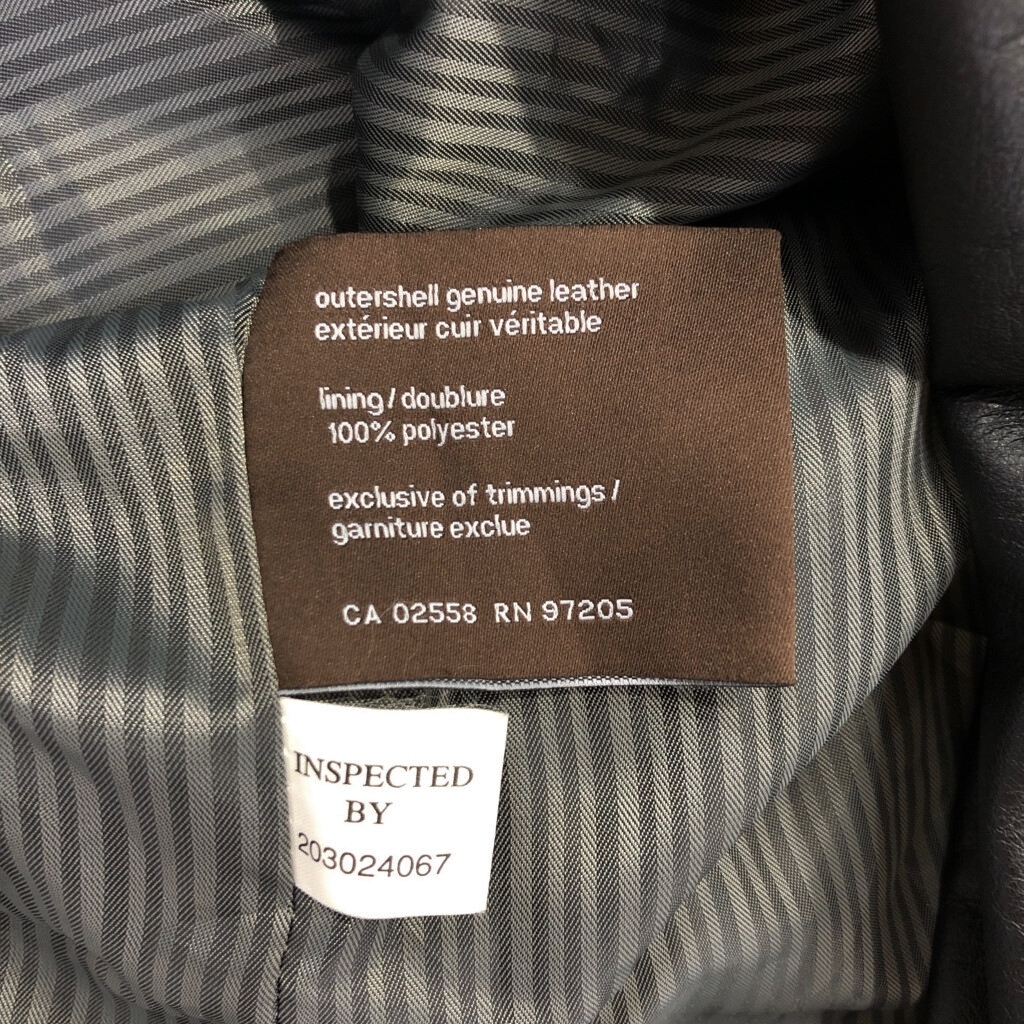 outershell genuine leather
extérieur cuir véritable
lining / doublure
100% polyester
exclusive of trimmings /
garniture exclue
CA 02558 RN 97205
INSPECTED
BY
203024067